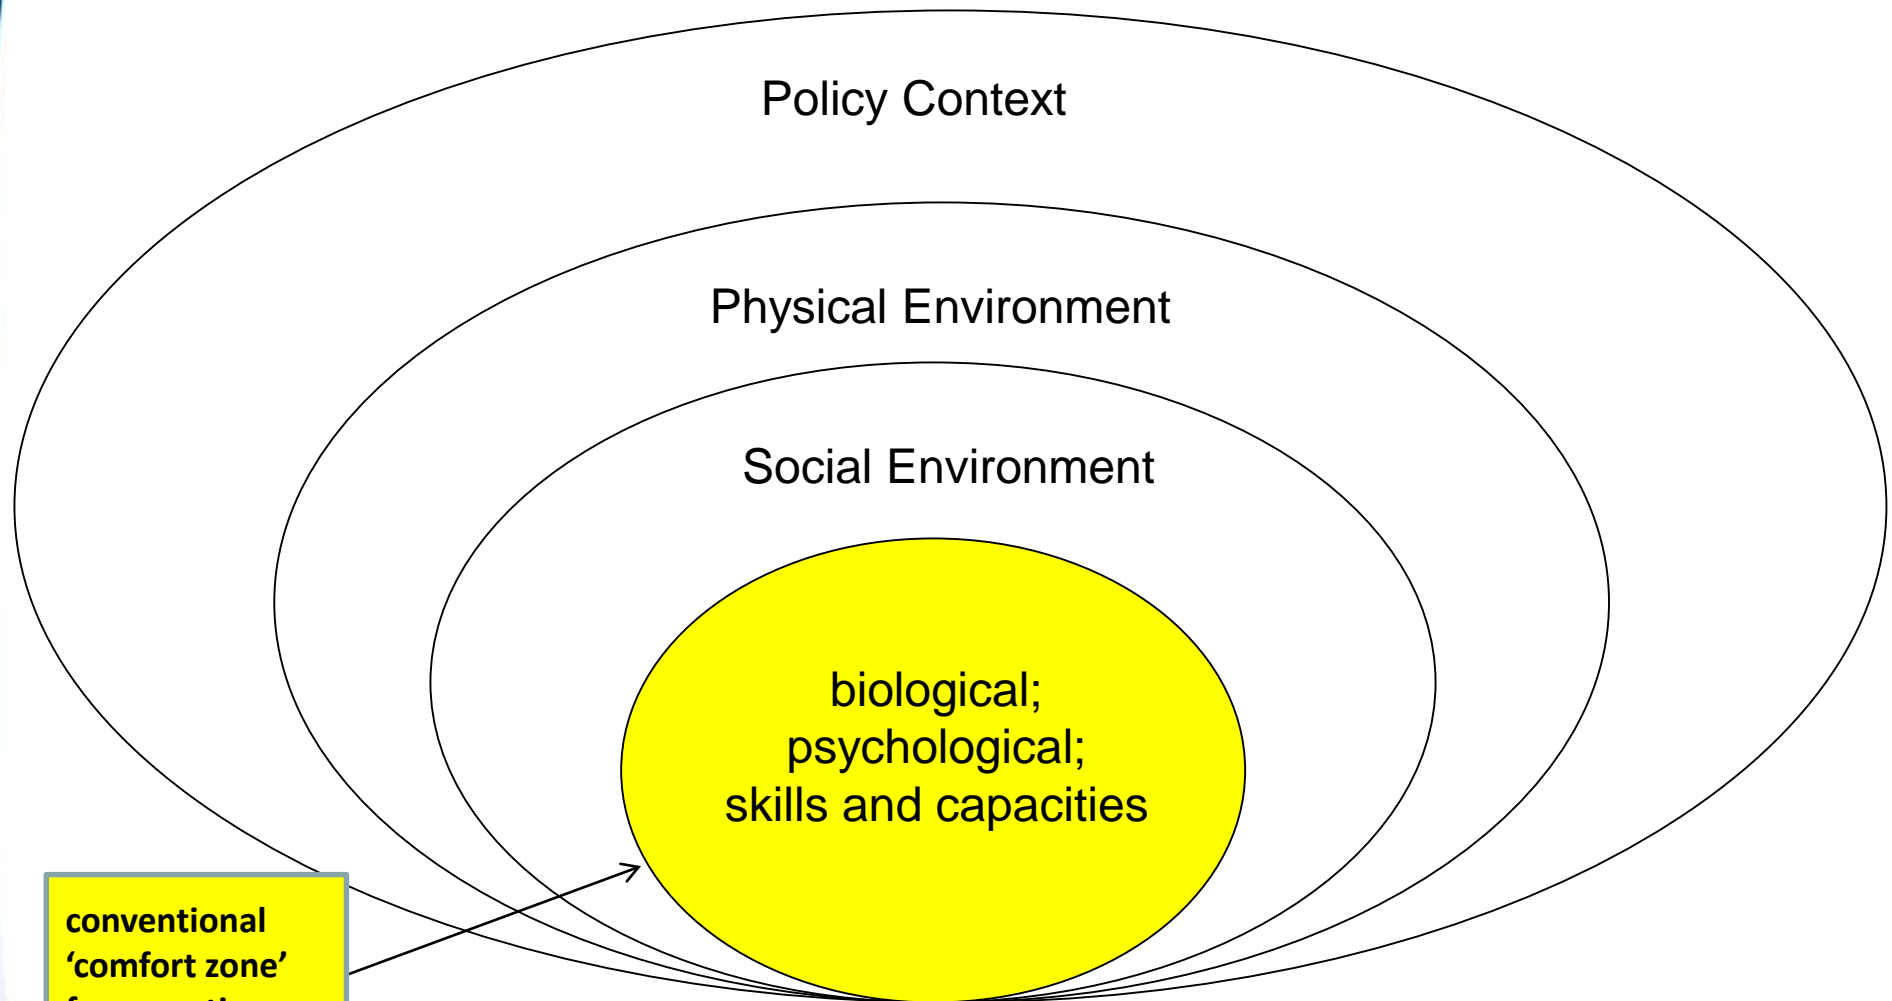 Policy Context
Physical Environment
Social Environment
biological;
psychological;
skills and capacities
conventional
‘comfort zone’